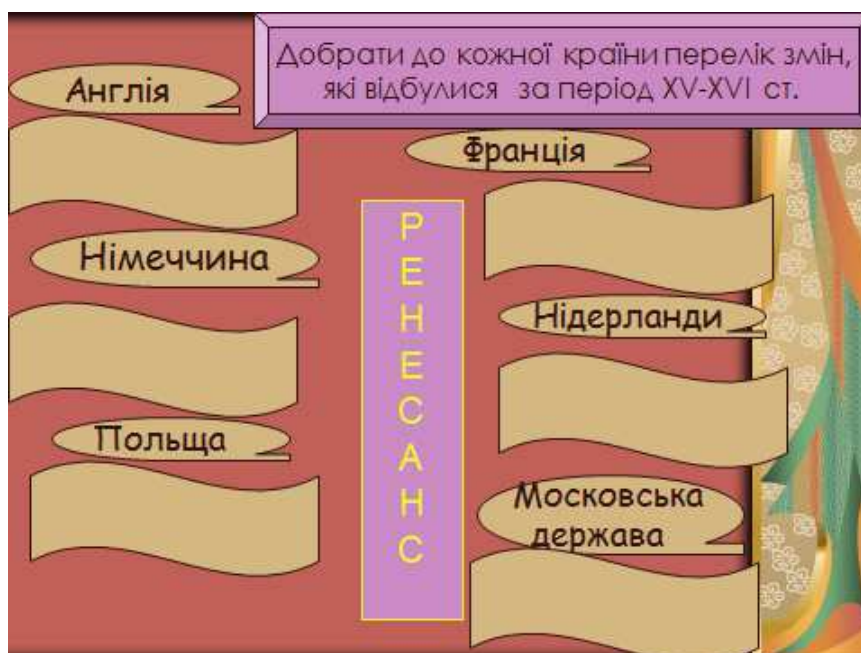 Добрати до кожної країни перелік змін,
які відбулися за період XV-XVI ст.
Англія
Франція
Німеччина
Нідерланди
Польща
Московська
держава
РЕНЕСАНС